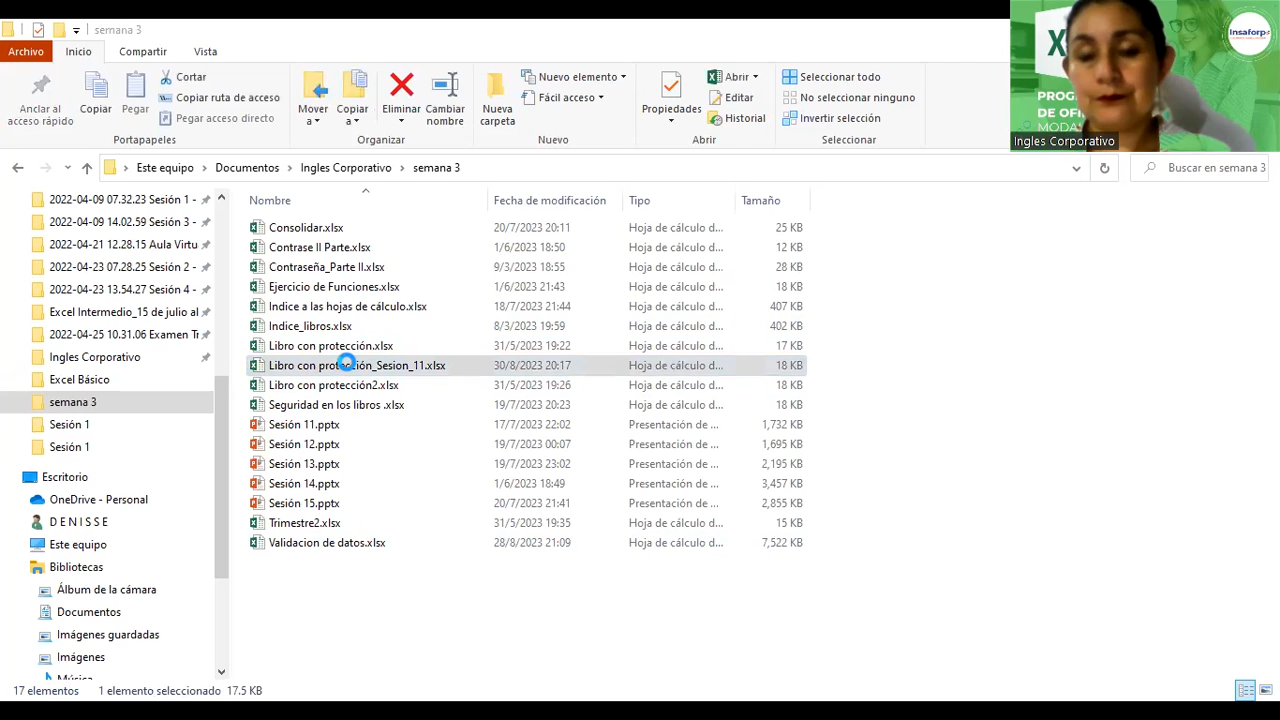 semana 3
Archivo Inicio Compartir Vista
Anclar al acceso rápido
Copiar
Pegar
Cortar
Copiar ruta de acceso
Pegar acceso directo
Portapapeles
Mover a
Copiar a
Eliminar
Cambiar nombre
Organizar
Nueva carpeta
Nuevo elemento
Fácil acceso
Nuevo
Propiedades
Abrir
Editar
Historial
Abrir
Seleccionar todo
No seleccionar ninguno
Invertir selección
Seleccionar
Insaforp
DE OFI
Ingles Corporativo
Este equipo > Documentos > Ingles Corporativo > semana 3
Buscar en semana 3
2022-04-09 07.32.23 Sesión 1 -
2022-04-09 14.02.59 Sesión 3 -
2022-04-21 12.28.15 Aula Virtu
2022-04-23 07.28.25 Sesión 2 -
2022-04-23 13.54.27 Sesión 4 -
Excel Intermedio_15 de julio al
2022-04-25 10.31.06 Examen Tr
Ingles Corporativo
Excel Básico
semana 3
Sesión 1
Sesión 1
Escritorio
OneDrive - Personal
D E N I S S E
Este equipo
Bibliotecas
Álbum de la cámara
Documentos
Imágenes guardadas
Imágenes
Música
Nombre Fecha de modificación Tipo Tamaño
Consolidar.xlsx 20/7/2023 20:11 Hoja de cálculo d... 25 KB
Contrase II Parte.xlsx 1/6/2023 18:50 Hoja de cálculo d... 12 KB
Contraseña_Parte II.xlsx 9/3/2023 18:55 Hoja de cálculo d... 28 KB
Ejercicio de Funciones.xlsx 1/6/2023 21:43 Hoja de cálculo d... 18 KB
Indice a las hojas de cálculo.xlsx 18/7/2023 21:44 Hoja de cálculo d... 407 KB
Indice_libros.xlsx 8/3/2023 19:59 Hoja de cálculo d... 402 KB
Libro con protección.xlsx 31/5/2023 19:22 Hoja de cálculo d... 17 KB
Libro con protección_Sesion_11.xlsx 30/8/2023 20:17 Hoja de cálculo d... 18 KB
Libro con protección2.xlsx 31/5/2023 19:26 Hoja de cálculo d... 18 KB
Seguridad en los libros .xlsx 19/7/2023 20:23 Hoja de cálculo d... 18 KB
Sesión 11.pptx 17/7/2023 22:02 Presentación de ... 1,732 KB
Sesión 12.pptx 19/7/2023 00:07 Presentación de ... 1,695 KB
Sesión 13.pptx 19/7/2023 23:02 Presentación de ... 2,195 KB
Sesión 14.pptx 1/6/2023 18:49 Presentación de ... 3,457 KB
Sesión 15.pptx 20/7/2023 21:41 Presentación de ... 2,855 KB
Trimestre2.xlsx 31/5/2023 19:35 Hoja de cálculo d... 15 KB
Validacion de datos.xlsx 28/8/2023 21:09 Hoja de cálculo d... 7,522 KB
17 elementos 1 elemento seleccionado 17.5 KB